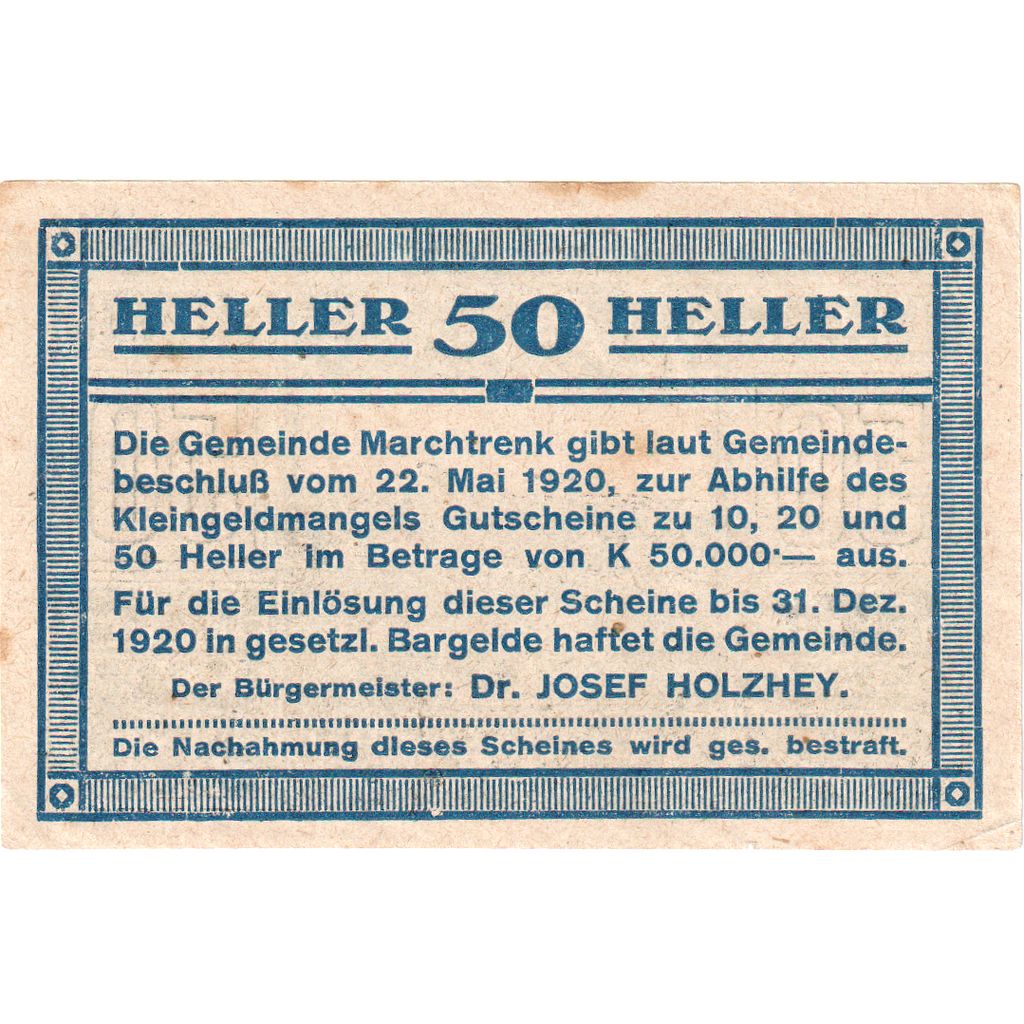 HELLER 50 HELLER
Die Gemeinde Marchtrenk gibt laut Gemeinde-
beschluß vom 22. Mai 1920, zur Abhilfe des
Kleingeldmangels Gutscheine zu 10, 20 und
50 Heller im Betrage von K 50.000·— aus.
Für die Einlösung dieser Scheine bis 31. Dez.
1920 in gesetzl. Bargelde haftet die Gemeinde.
Der Bürgermeister: Dr. JOSEF HOLZHEY.
Die Nachahmung dieses Scheines wird ges. bestraft.